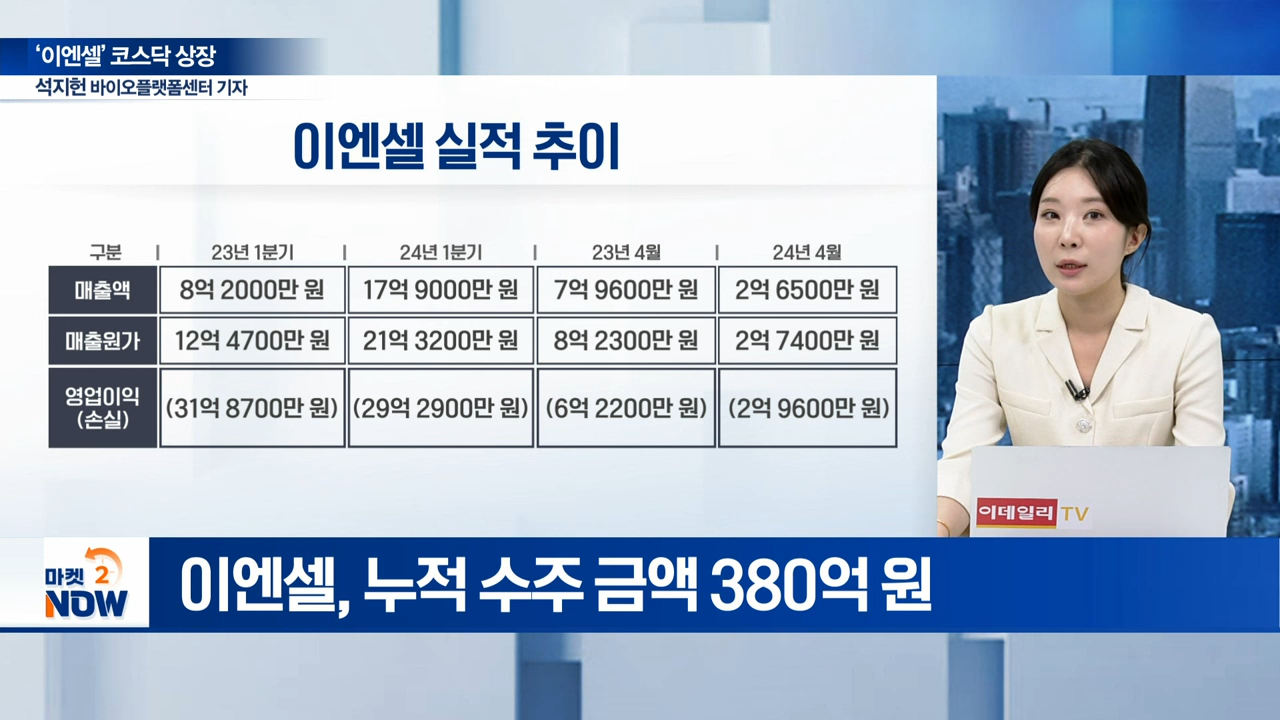 ‘이엔셀’ 코스닥 상장
석지헌 바이오플랫폼센터 기자
이엔셀 실적 추이
구분 23년 1분기 24년 1분기 23년 4월 24년 4월
매출액 8억 2000만 원 17억 9000만 원 7억 9600만 원 2억 6500만 원
매출원가 12억 4700만 원 21억 3200만 원 8억 2300만 원 2억 7400만 원
영업이익
(손실) (31억 8700만 원) (29억 2900만 원) (6억 2200만 원) (2억 9600만 원)
이데일리 TV
마켓 2
NOW
이엔셀, 누적 수주 금액 380억 원